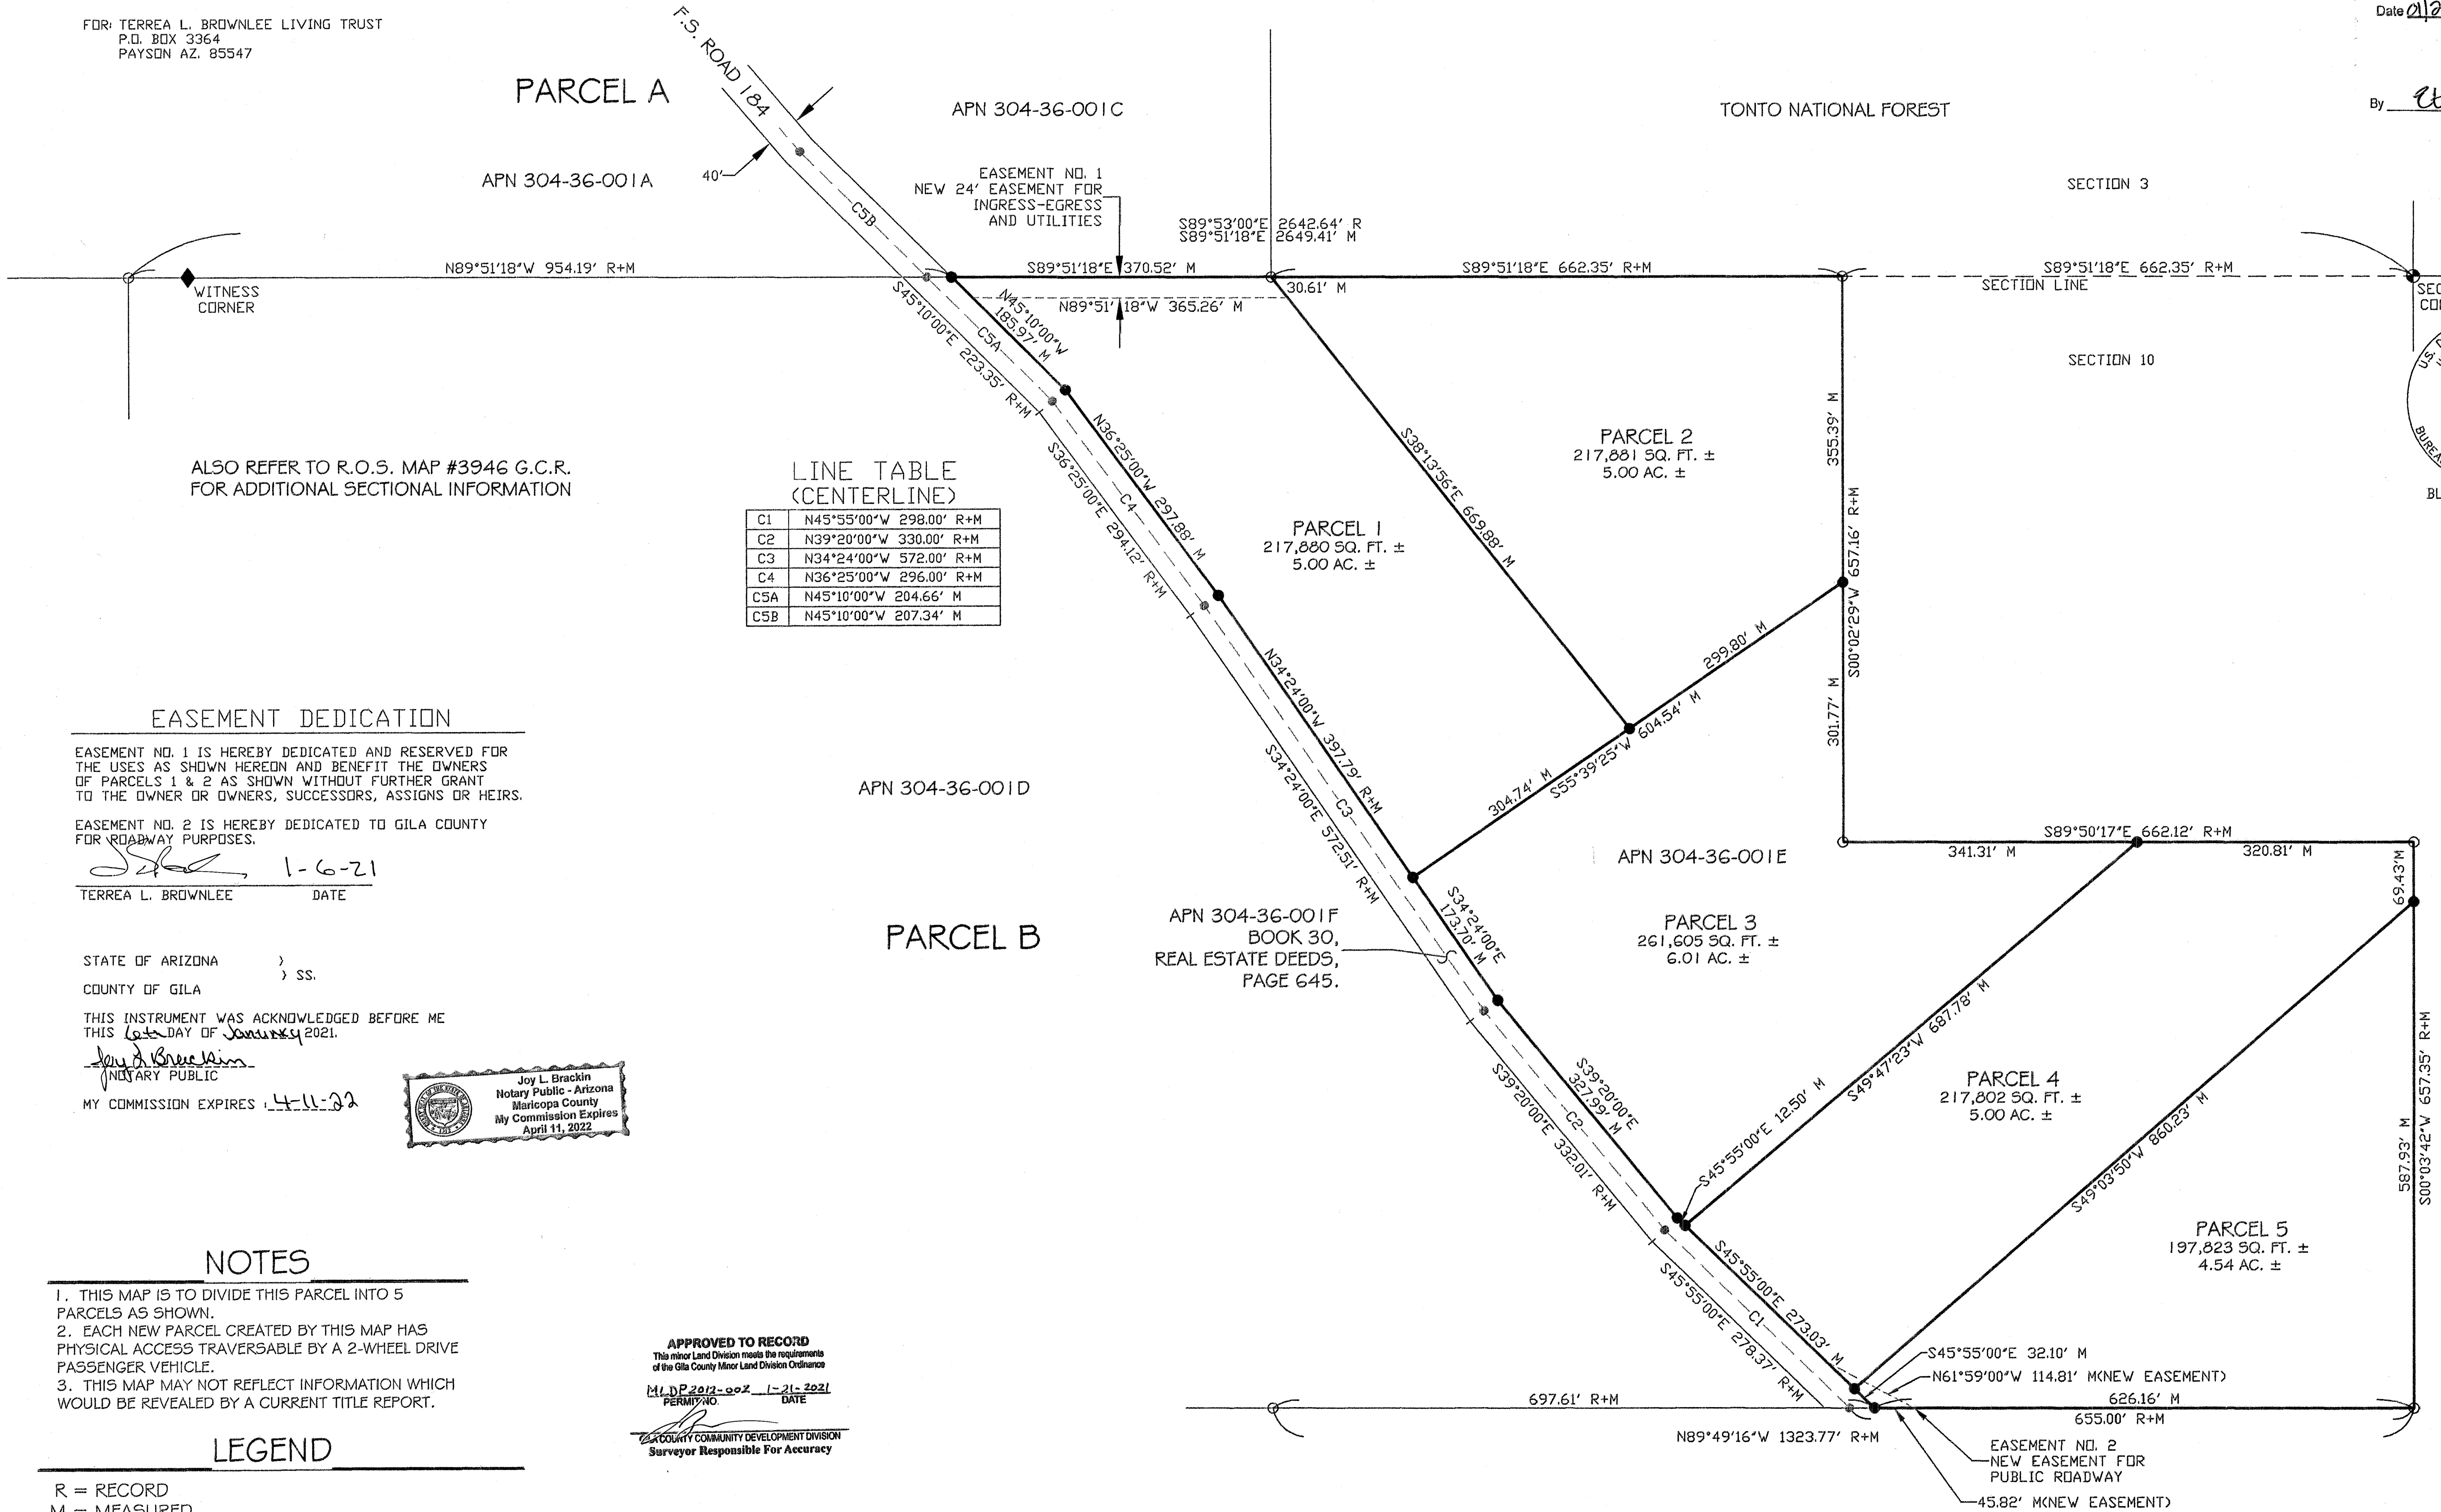 FOR: TERREA L. BROWNLEE LIVING TRUST
P.O. BOX 3364
PAYSON AZ. 85547
PARCEL A
F.S. ROAD 184
APN 304-36-001C
TONTO NATIONAL FOREST
Date
By
APN 304-36-001A
40'
C5B
EASEMENT NO. 1
NEW 24' EASEMENT FOR
INGRESS-EGRESS
AND UTILITIES
SECTION 3
S89°53'00"E 2642.64' R
S89°51'18"E 2649.41' M
N89°51'18"W 954.19' R+M
S89°51'18"E 370.52' M
S89°51'18"E 662.35' R+M
S89°51'18"E 662.35' R+M
WITNESS
CORNER
30.61' M
SECTION LINE
N89°51'18"W 365.26' M
N45°10'00"W
185.97' M
C5A
S45°10'00"E 223.35' R+M
SECTION 10
U.S.
355.39' M
N36°25'00"W 297.88' M
C4
S36°25'00"E 294.12' R+M
S38°13'56"E 669.88' M
PARCEL 2
217,881 SQ. FT. ±
5.00 AC. ±
ALSO REFER TO R.O.S. MAP #3946 G.C.R.
FOR ADDITIONAL SECTIONAL INFORMATION
LINE TABLE
(CENTERLINE)
C1 N45°55'00"W 298.00' R+M
C2 N39°20'00"W 330.00' R+M
C3 N34°24'00"W 572.00' R+M
C4 N36°25'00"W 296.00' R+M
C5A N45°10'00"W 204.66' M
C5B N45°10'00"W 207.34' M
PARCEL 1
217,880 SQ. FT. ±
5.00 AC. ±
S00°02'29"W 657.16' R+M
299.80' M
301.77' M
S55°39'25"W 604.54' M
304.74' M
N34°24'00"W 397.79' R+M
C3
S34°24'00"E 572.51' R+M
EASEMENT DEDICATION
EASEMENT NO. 1 IS HEREBY DEDICATED AND RESERVED FOR
THE USES AS SHOWN HEREON AND BENEFIT THE OWNERS
OF PARCELS 1 & 2 AS SHOWN WITHOUT FURTHER GRANT
TO THE OWNER OR OWNERS, SUCCESSORS, ASSIGNS OR HEIRS.
EASEMENT NO. 2 IS HEREBY DEDICATED TO GILA COUNTY
FOR ROADWAY PURPOSES.
1-6-21
TERREA L. BROWNLEE DATE
APN 304-36-001D
PARCEL B
APN 304-36-001E
S89°50'17"E 662.12' R+M
341.31' M
320.81' M
69.43'M
APN 304-36-001F
BOOK 30,
REAL ESTATE DEEDS,
PAGE 645.
S34°24'00"E
173.70' M
PARCEL 3
261,605 SQ. FT. ±
6.01 AC. ±
STATE OF ARIZONA )
) SS.
COUNTY OF GILA
THIS INSTRUMENT WAS ACKNOWLEDGED BEFORE ME
THIS 6th DAY OF January 2021.
Joy L Brackin
NOTARY PUBLIC
MY COMMISSION EXPIRES : 4-11-22
Joy L. Brackin
Notary Public - Arizona
Maricopa County
My Commission Expires
April 11, 2022
S39°20'00"E
327.99' M
C2
S39°20'00"E 332.01' R+M
S45°55'00"E 12.50' M
S49°47'23"W 687.78' M
PARCEL 4
217,802 SQ. FT. ±
5.00 AC. ±
S49°03'50"W 860.23' M
587.93' M
S00°03'42"W 657.35' R+M
PARCEL 5
197,823 SQ. FT. ±
4.54 AC. ±
S45°55'00"E 273.03' M
C1
S45°55'00"E 278.37' R+M
S45°55'00"E 32.10' M
N61°59'00"W 114.81' M(NEW EASEMENT)
697.61' R+M
626.16' M
655.00' R+M
N89°49'16"W 1323.77' R+M
EASEMENT NO. 2
NEW EASEMENT FOR
PUBLIC ROADWAY
45.82' M(NEW EASEMENT)
NOTES
1. THIS MAP IS TO DIVIDE THIS PARCEL INTO 5
PARCELS AS SHOWN.
2. EACH NEW PARCEL CREATED BY THIS MAP HAS
PHYSICAL ACCESS TRAVERSABLE BY A 2-WHEEL DRIVE
PASSENGER VEHICLE.
3. THIS MAP MAY NOT REFLECT INFORMATION WHICH
WOULD BE REVEALED BY A CURRENT TITLE REPORT.
APPROVED TO RECORD
This minor Land Division meets the requirements
of the Gila County Minor Land Division Ordinance
MLDP2012-002 1-21-2021
PERMIT NO. DATE
COUNTY COMMUNITY DEVELOPMENT DIVISION
Surveyor Responsible For Accuracy
LEGEND
R = RECORD
M = MEASURED